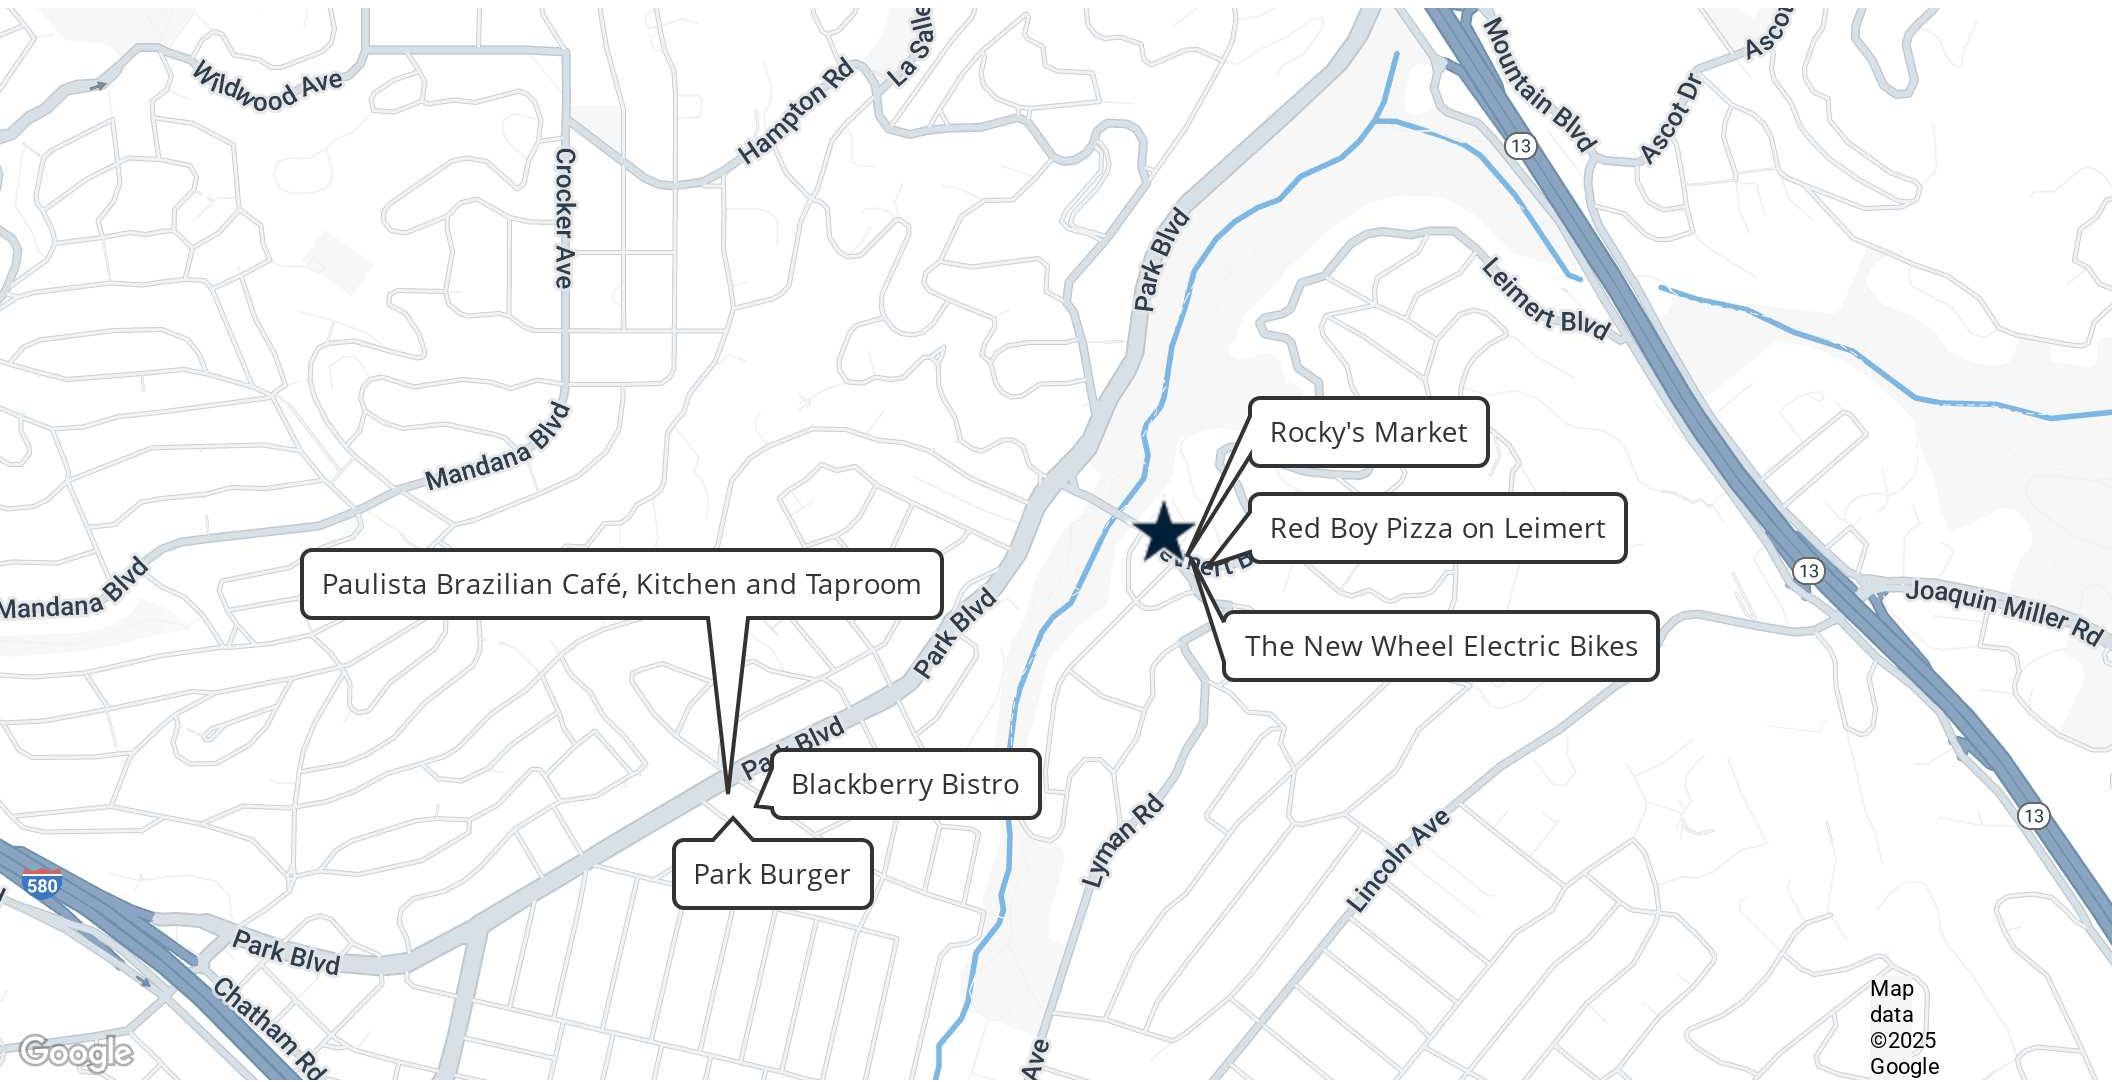 Wildwood Ave
Hampton Rd
La Salle
Mountain Blvd
Ascot
Ascot Dr
13
Crocker Ave
Park Blvd
Leimert Blvd
Rocky's Market
Mandana Blvd
Red Boy Pizza on Leimert
Mandana Blvd
Paulista Brazilian Café, Kitchen and Taproom
13
Joaquin Miller Rd
Park Blvd
The New Wheel Electric Bikes
Park Blvd
Blackberry Bistro
Lyman Rd
Lincoln Ave
13
Park Burger
580
Park Blvd
Chatham Rd
Ave
Google
Map
data
©2025
Google